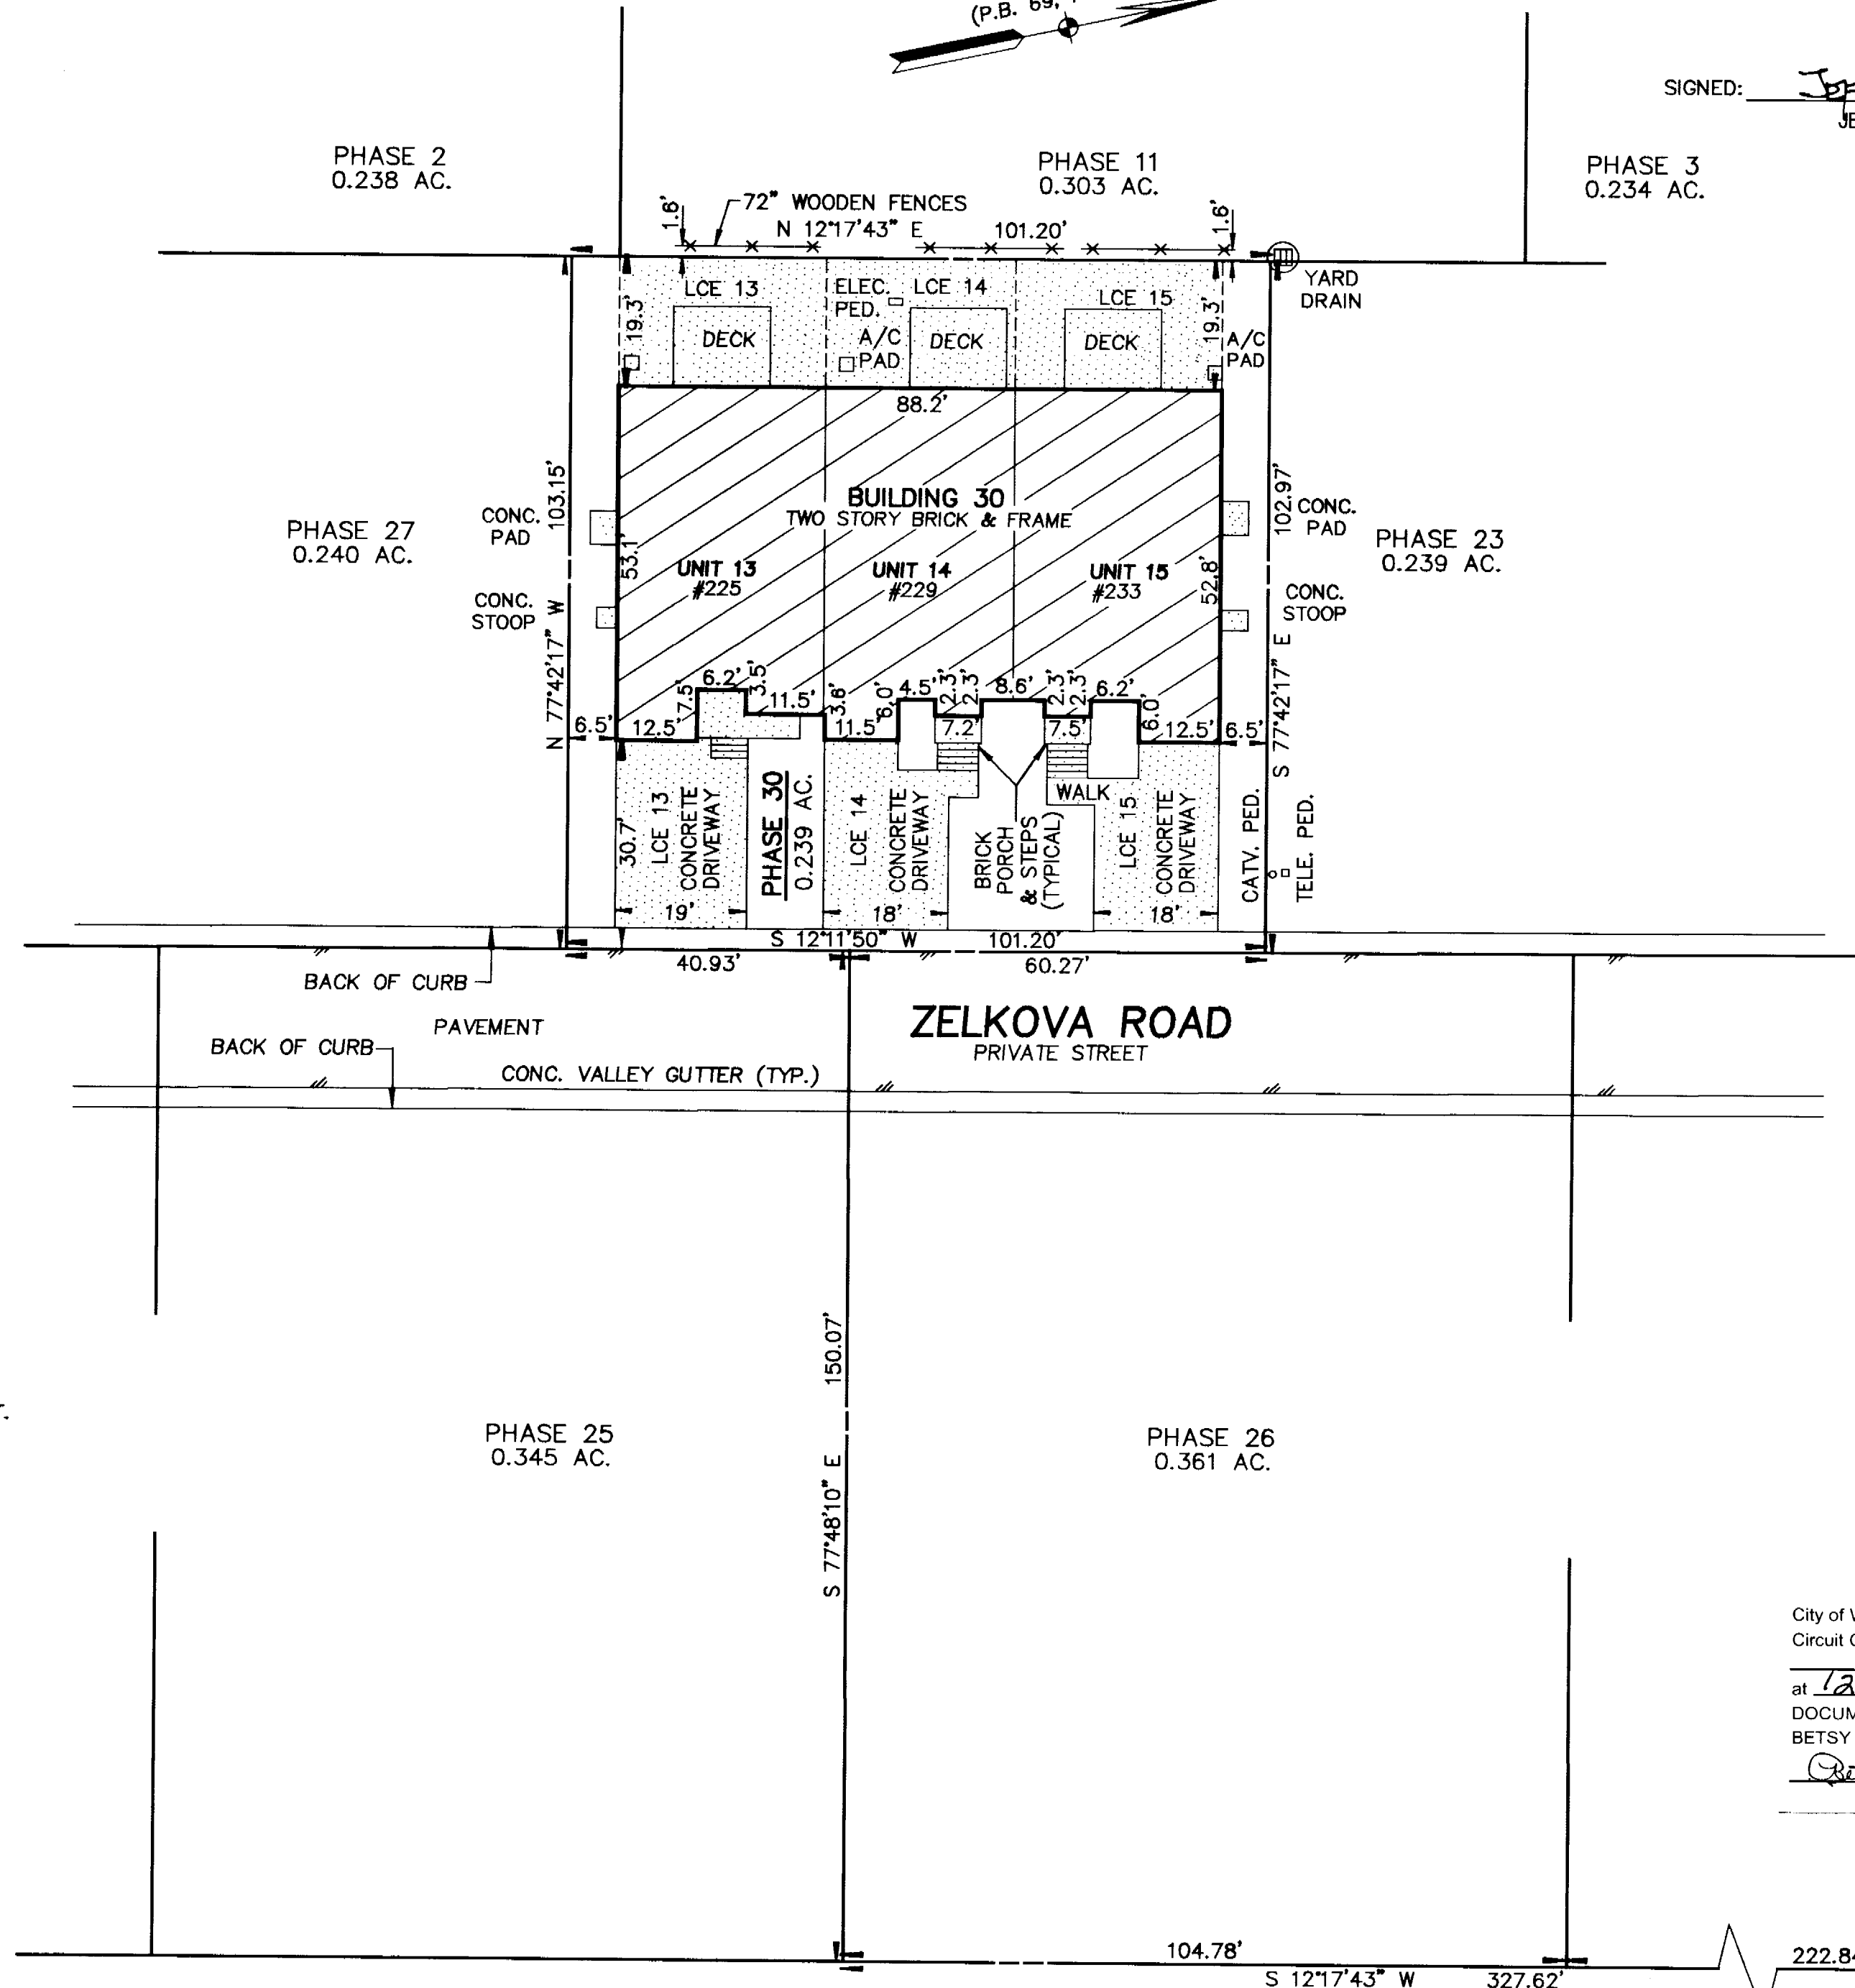 (P.B. 69,
SIGNED:
PHASE 2
0.238 AC.
PHASE 11
0.303 AC.
PHASE 3
0.234 AC.
1.6'
72" WOODEN FENCES
N 12°17'43" E 101.20'
1.6'
YARD
DRAIN
LCE 13
ELEC.
PED.
LCE 14
LCE 15
19.3'
DECK
A/C
PAD
DECK
DECK
19.3'
A/C
PAD
88.2'
N 77°42'17" W 103.15'
S 77°42'17" E 102.97'
PHASE 27
0.240 AC.
CONC.
PAD
53.1'
BUILDING 30
TWO STORY BRICK & FRAME
CONC.
PAD
PHASE 23
0.239 AC.
UNIT 13
#225
UNIT 14
#229
UNIT 15
#233
52.8'
CONC.
STOOP
CONC.
STOOP
6.5'
12.5'
7.5'
6.2'
3.5'
11.5'
3.6'
11.5'
6.0'
4.5'
2.3'
2.3'
7.2'
8.6'
2.3'
2.3'
7.5'
6.2'
6.0'
12.5'
6.5'
30.7'
LCE 13
CONCRETE
DRIVEWAY
PHASE 30
0.239 AC.
LCE 14
CONCRETE
DRIVEWAY
BRICK
PORCH
& STEPS
(TYPICAL)
WALK
LCE 15
CONCRETE
DRIVEWAY
CATV. PED.
TELE. PED.
19'
18'
18'
S 12°11'50" W 101.20'
40.93'
60.27'
BACK OF CURB
PAVEMENT
ZELKOVA ROAD
PRIVATE STREET
BACK OF CURB
CONC. VALLEY GUTTER (TYP.)
S 77°48'10" E 150.07'
PHASE 25
0.345 AC.
PHASE 26
0.361 AC.
City of
Circuit
at 12
DOCUM
BETSY
104.78'
222.84
S 12°17'43" W 327.62'